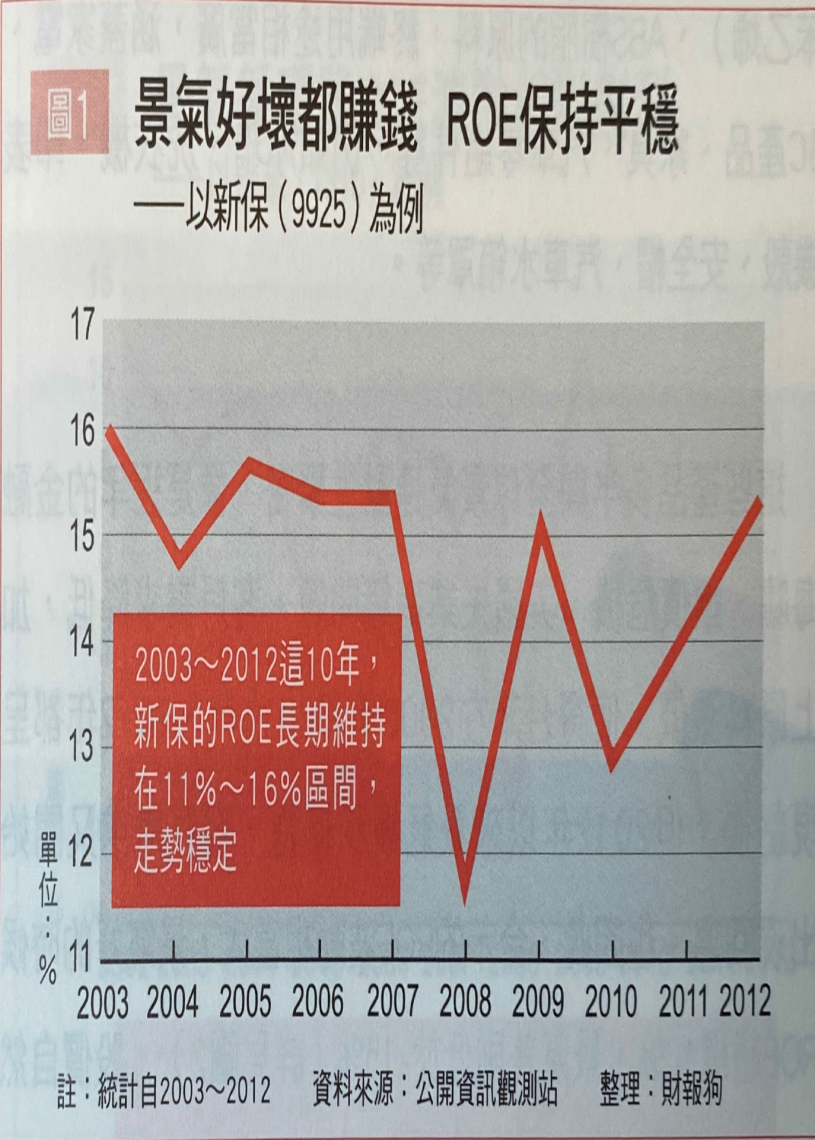 圖1
景氣好壞都賺錢 ROE保持平穩
——以新保(9925)為例
17
16
15
14
13
12
11
單位：%
2003～2012這10年，
新保的ROE長期維持
在11%～16%區間，
走勢穩定
2003 2004 2005 2006 2007 2008 2009 2010 2011 2012
註：統計自2003～2012 資料來源：公開資訊觀測站 整理：財報狗